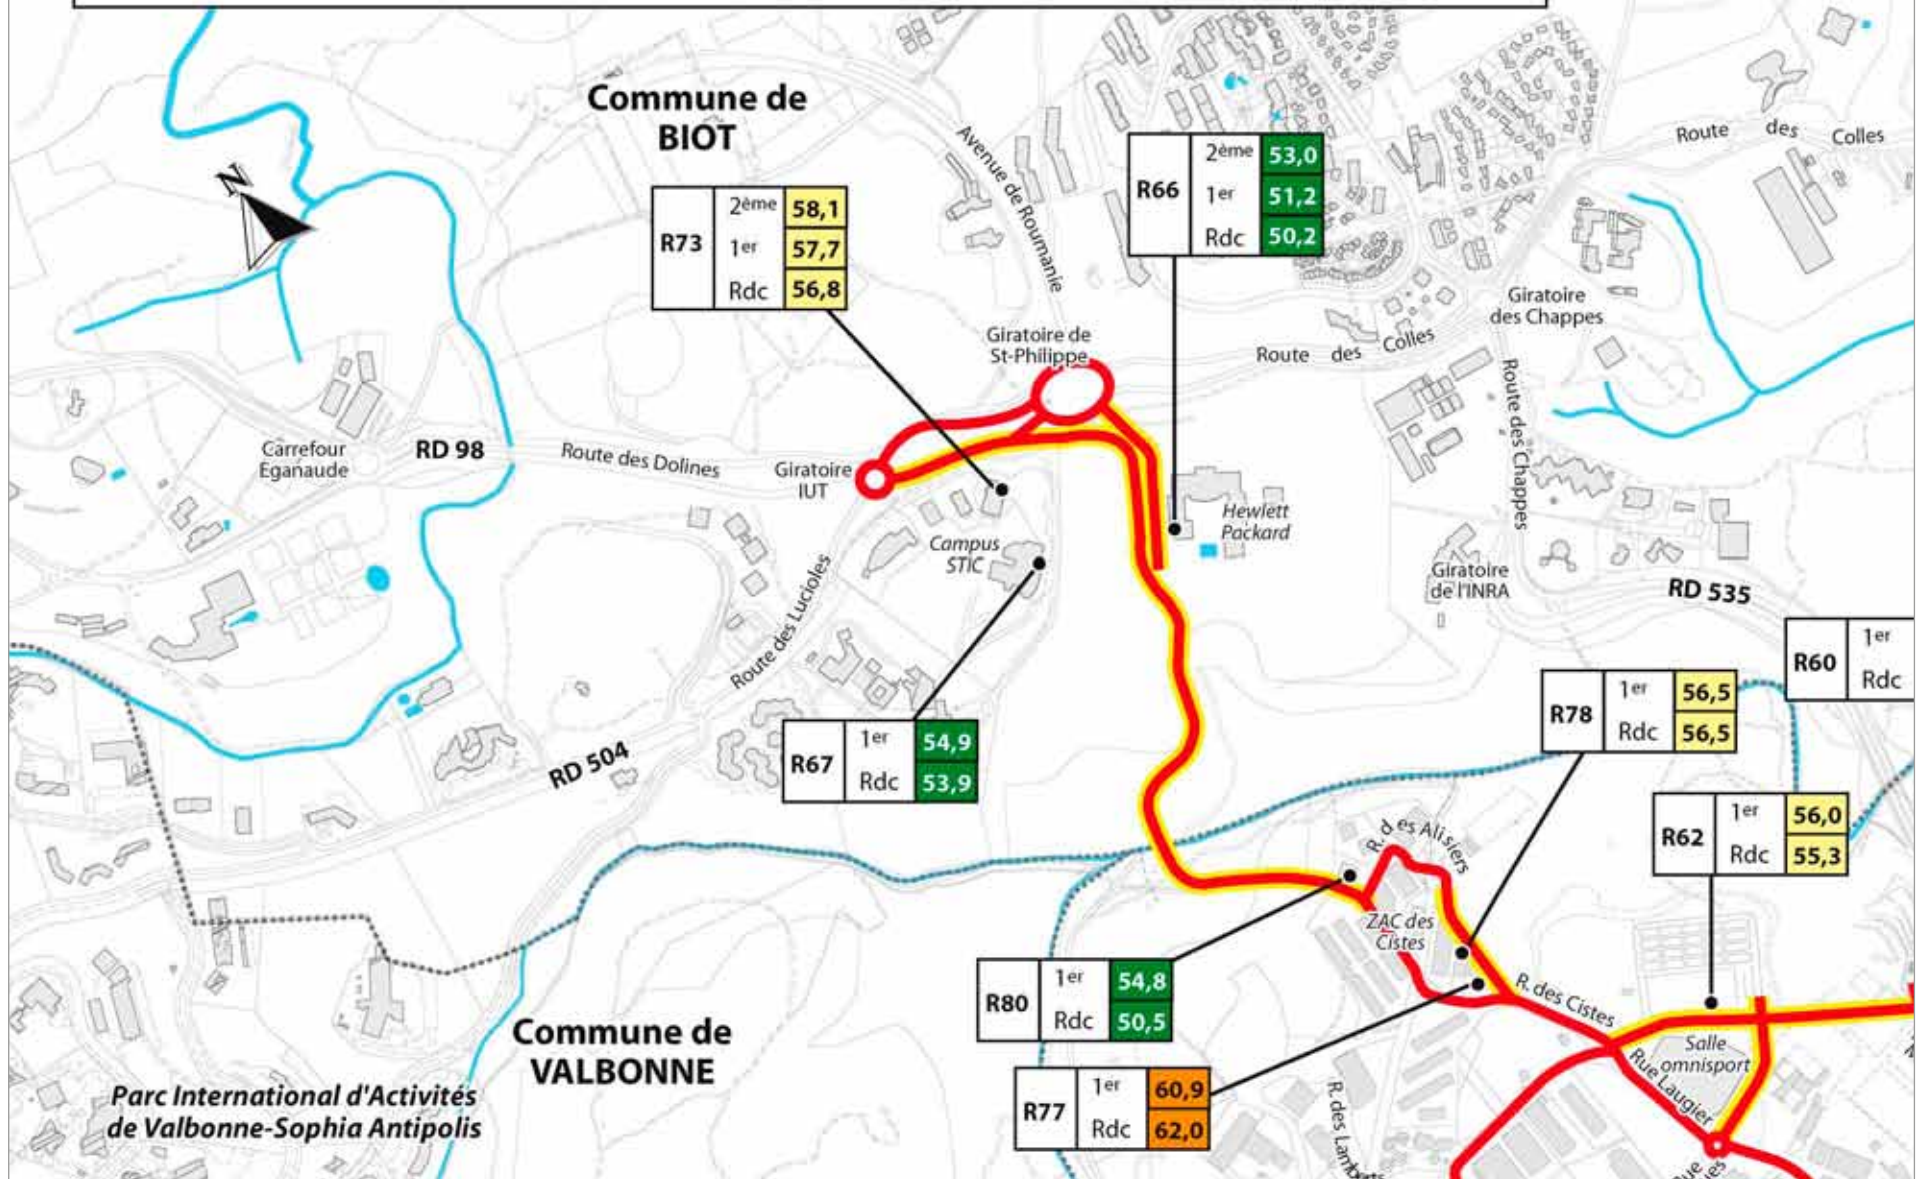 Commune de
BIOT
N
Avenue de Roumanie
Route des Colles
R66
2ème 53,0
1er 51,2
Rdc 50,2
R73
2ème 58,1
1er 57,7
Rdc 56,8
Giratoire
des Chappes
Giratoire de
St-Philippe
Route des Colles
Route des Chappes
Carrefour
Eganaude
RD 98
Route des Dolines
Giratoire
IUT
Hewlett
Packard
Campus
STIC
Giratoire
de l'INRA
RD 535
Route des Lucioles
R60
1er
Rdc
R78
1er 56,5
Rdc 56,5
R67
1er 54,9
Rdc 53,9
RD 504
R62
1er 56,0
Rdc 55,3
R. des Alisiers
ZAC des
Cistes
R80
1er 54,8
Rdc 50,5
R. des Cistes
Commune de
VALBONNE
Salle
omnisport
Rue Laugier
R77
1er 60,9
Rdc 62,0
Parc International d'Activités
de Valbonne-Sophia Antipolis
R. des